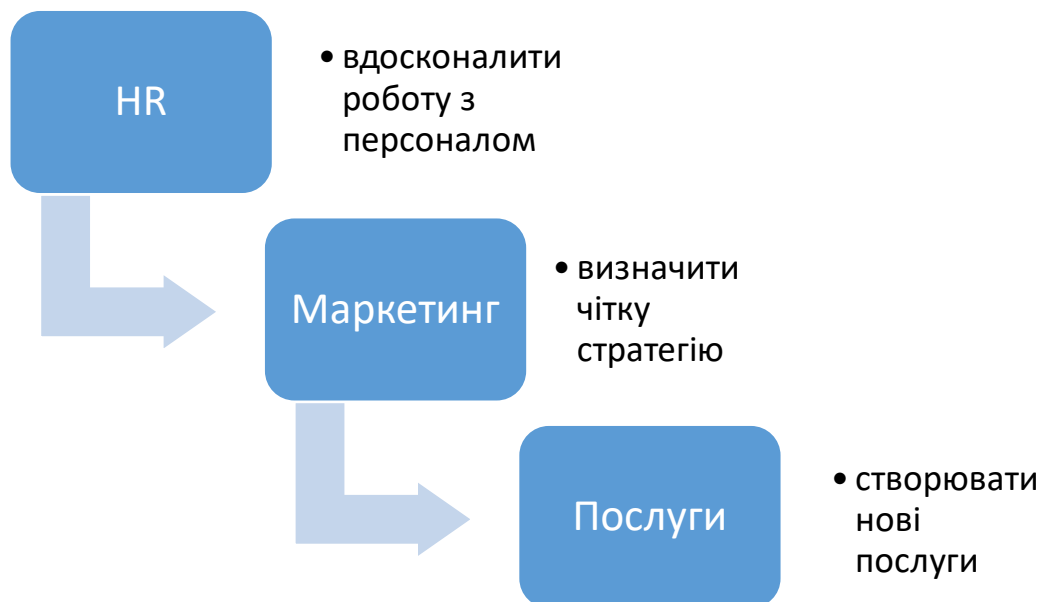 HR
• вдосконалити
роботу з
персоналом
Маркетинг
• визначити
чітку
стратегію
Послуги
• створювати
нові
послуги